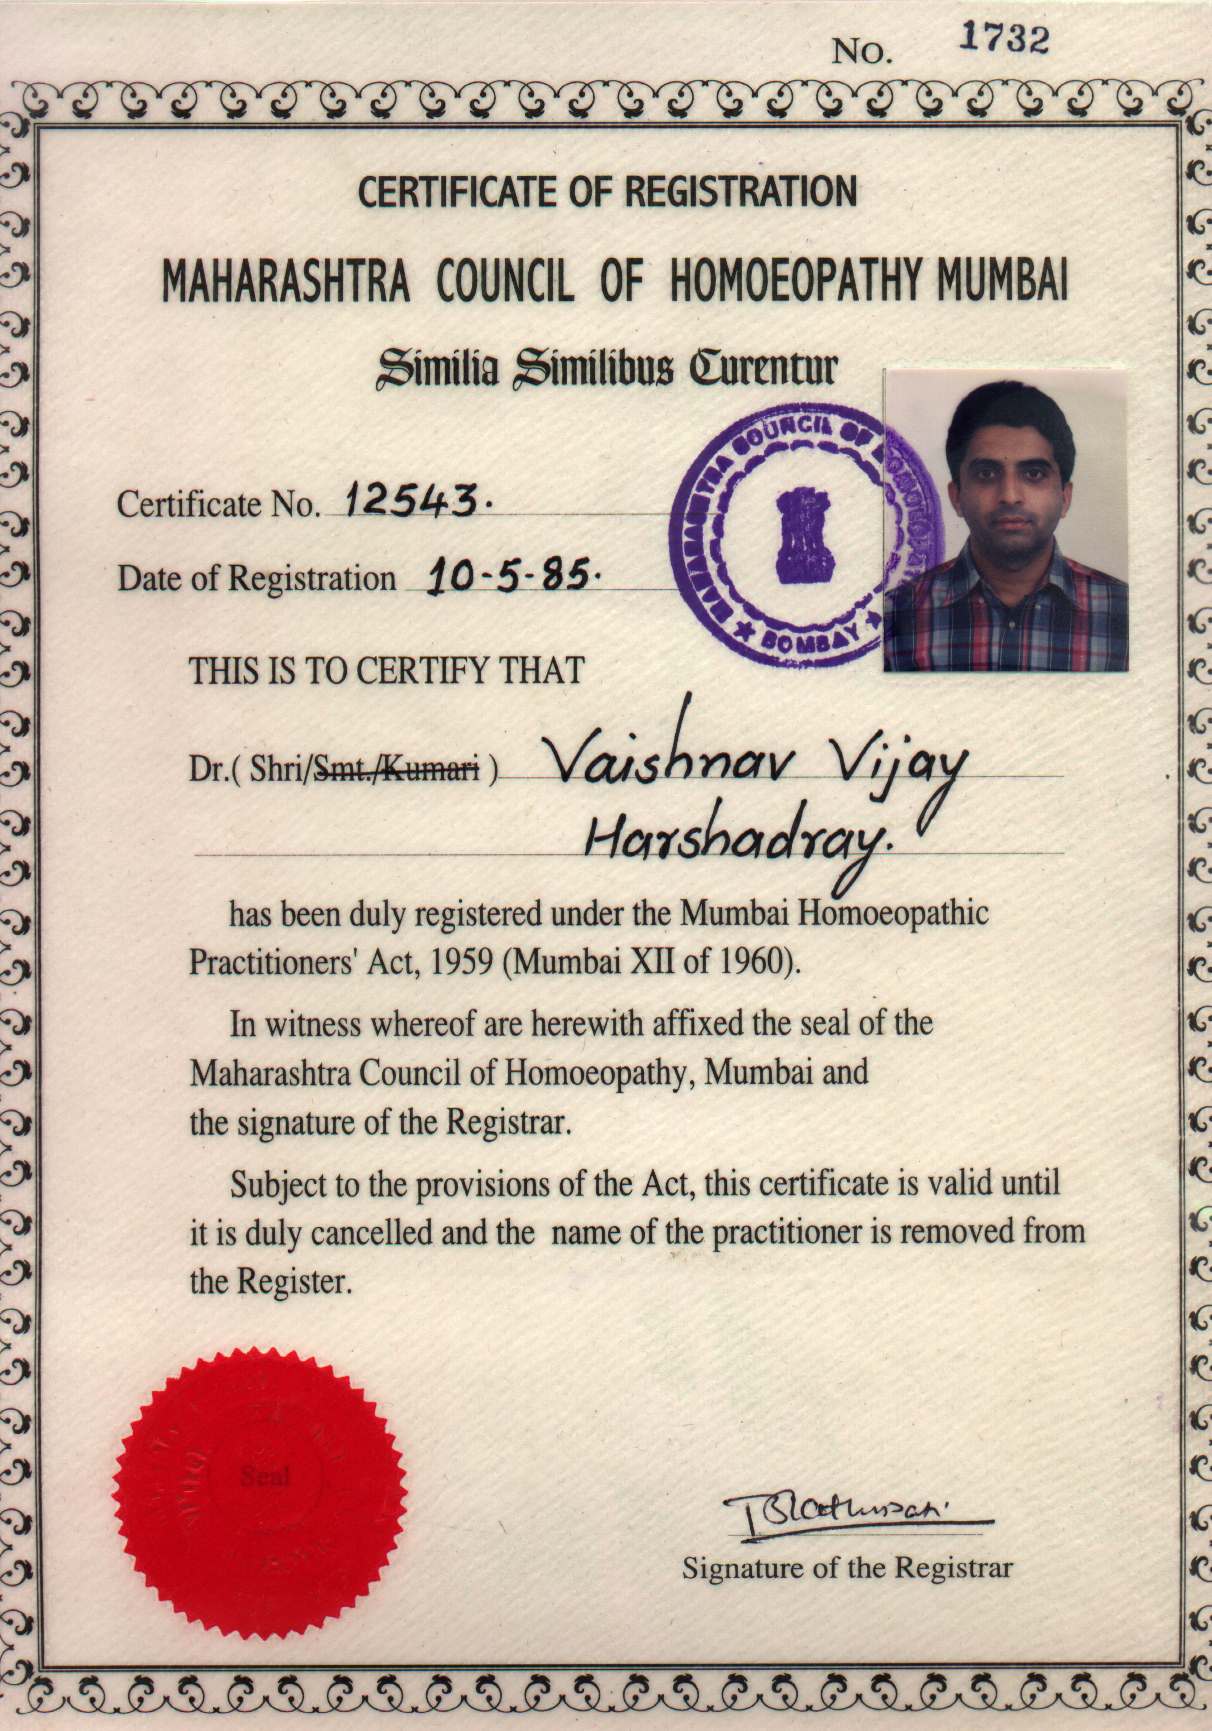 No. 1732
CERTIFICATE OF REGISTRATION
MAHARASHTRA COUNCIL OF HOMOEOPATHY MUMBAI
Similia Similibus Curentur
MAHARASHTRA COUNCIL OF
★ BOMBAY ★
Certificate No. 12543.
Date of Registration 10-5-85.
THIS IS TO CERTIFY THAT
Dr.( Shri/Smt./Kumari ) Vaishnav Vijay
Harshadray.
has been duly registered under the Mumbai Homoeopathic
Practitioners' Act, 1959 (Mumbai XII of 1960).
In witness whereof are herewith affixed the seal of the
Maharashtra Council of Homoeopathy, Mumbai and
the signature of the Registrar.
Subject to the provisions of the Act, this certificate is valid until
it is duly cancelled and the name of the practitioner is removed from
the Register.
Seal
Signature of the Registrar